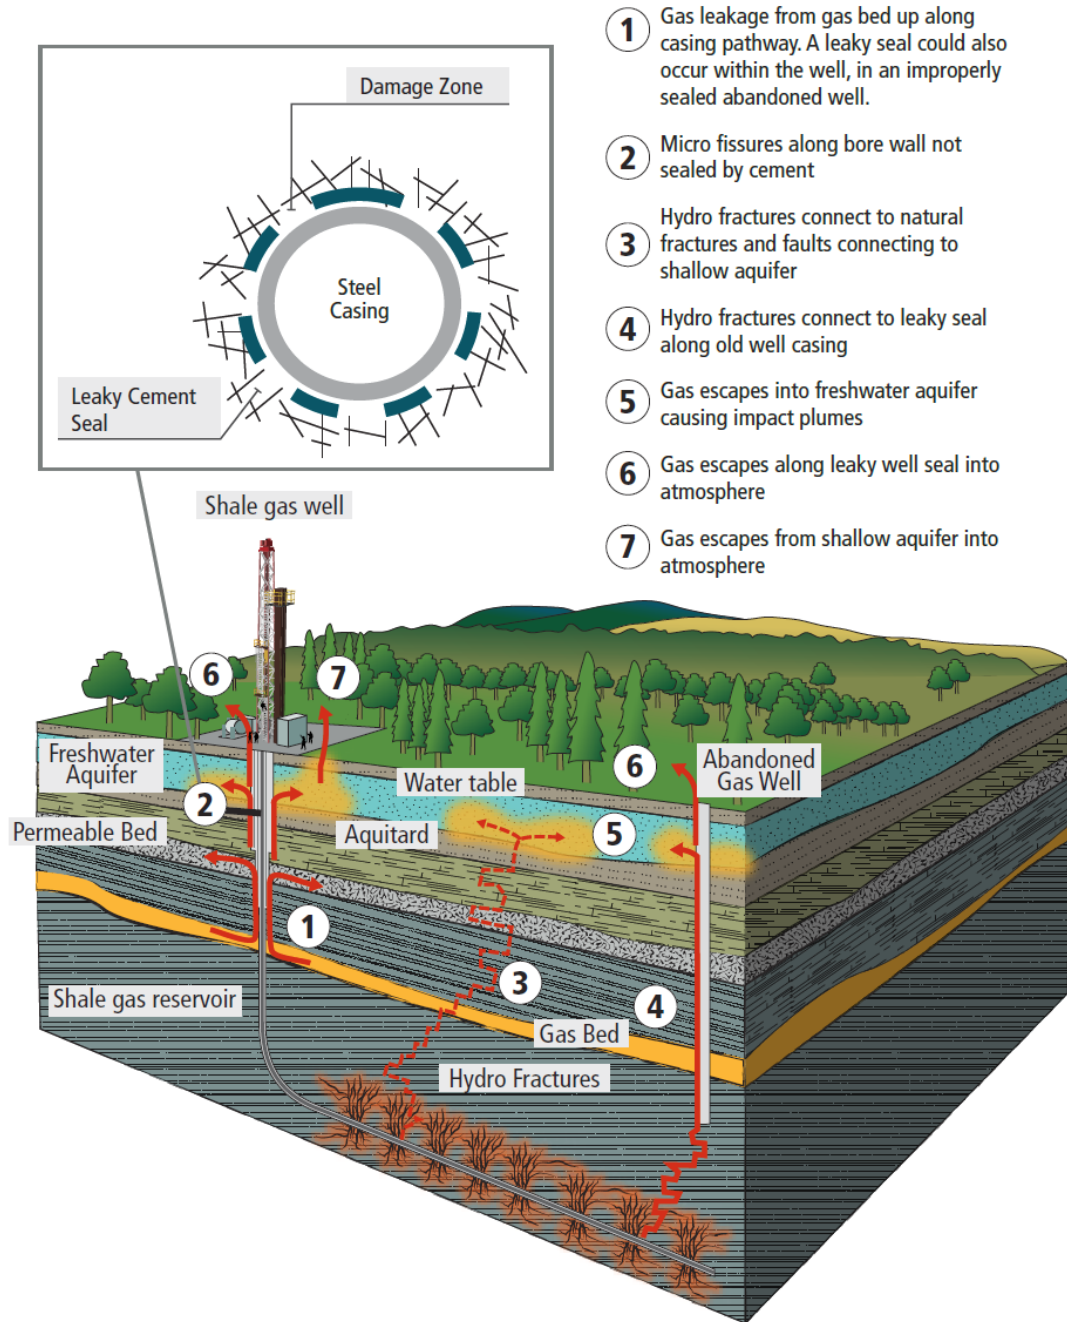 1
Gas leakage from gas bed up along
casing pathway. A leaky seal could also
occur within the well, in an improperly
sealed abandoned well.
2
Micro fissures along bore wall not
sealed by cement
3
Hydro fractures connect to natural
fractures and faults connecting to
shallow aquifer
4
Hydro fractures connect to leaky seal
along old well casing
5
Gas escapes into freshwater aquifer
causing impact plumes
6
Gas escapes along leaky well seal into
atmosphere
7
Gas escapes from shallow aquifer into
atmosphere
Damage Zone
Steel
Casing
Leaky Cement
Seal
Shale gas well
6
7
Freshwater
Aquifer
Water table
6
Abandoned
Gas Well
2
Permeable Bed
Aquitard
5
1
3
4
Shale gas reservoir
Gas Bed
Hydro Fractures